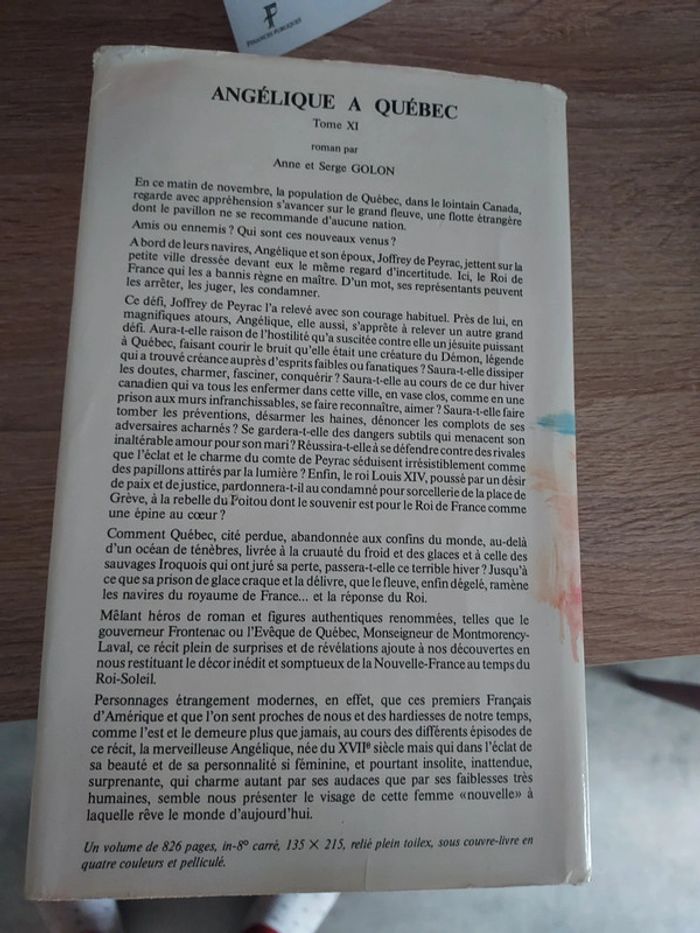 FINANCES PUBLIQUES
ANGÉLIQUE A QUÉBEC
Tome XI
roman par
Anne et Serge GOLON
En ce matin de novembre, la population de Québec, dans le lointain Canada,
regarde avec appréhension s'avancer sur le grand fleuve, une flotte étrangère
dont le pavillon ne se recommande d'aucune nation.
Amis ou ennemis ? Qui sont ces nouveaux venus ?
A bord de leurs navires, Angélique et son époux, Joffrey de Peyrac, jettent sur la
petite ville dressée devant eux le même regard d'incertitude. Ici, le Roi de
France qui les a bannis règne en maître. D'un mot, ses représentants peuvent
les arrêter, les juger, les condamner.
Ce défi, Joffrey de Peyrac l'a relevé avec son courage habituel. Près de lui, en
magnifiques atours, Angélique, elle aussi, s'apprête à relever un autre grand
défi. Aura-t-elle raison de l'hostilité qu'a suscitée contre elle un jésuite puissant
à Québec, faisant courir le bruit qu'elle était une créature du Démon, légende
qui a trouvé créance auprès d'esprits faibles ou fanatiques ? Saura-t-elle dissiper
les doutes, charmer, fasciner, conquérir ? Saura-t-elle au cours de ce dur hiver
canadien qui va tous les enfermer dans cette ville, en vase clos, comme en une
prison aux murs infranchissables, se faire reconnaître, aimer ? Saura-t-elle faire
tomber les préventions, désarmer les haines, dénoncer les complots de ses
adversaires acharnés ? Se gardera-t-elle des dangers subtils qui menacent son
inaltérable amour pour son mari ? Réussira-t-elle à se défendre contre des rivales
que l'éclat et le charme du comte de Peyrac séduisent irrésistiblement comme
des papillons attirés par la lumière ? Enfin, le roi Louis XIV, poussé par un désir
de paix et de justice, pardonnera-t-il au condamné pour sorcellerie de la place de
Grève, à la rebelle du Poitou dont le souvenir est pour le Roi de France comme
une épine au cœur ?
Comment Québec, cité perdue, abandonnée aux confins du monde, au-delà
d'un océan de ténèbres, livrée à la cruauté du froid et des glaces et à celle des
sauvages Iroquois qui ont juré sa perte, passera-t-elle ce terrible hiver ? Jusqu'à
ce que sa prison de glace craque et la délivre, que le fleuve, enfin dégelé, ramène
les navires du royaume de France... et la réponse du Roi.
Mêlant héros de roman et figures authentiques renommées, telles que le
gouverneur Frontenac ou l'Evêque de Québec, Monseigneur de Montmorency-
Laval, ce récit plein de surprises et de révélations ajoute à nos découvertes en
nous restituant le décor inédit et somptueux de la Nouvelle-France au temps du
Roi-Soleil.
Personnages étrangement modernes, en effet, que ces premiers Français
d'Amérique et que l'on sent proches de nous et des hardiesses de notre temps,
comme l'est et le demeure plus que jamais, au cours des différents épisodes de
ce récit, la merveilleuse Angélique, née du XVIIe siècle mais qui dans l'éclat de
sa beauté et de sa personnalité si féminine, et pourtant insolite, inattendue,
surprenante, qui charme autant par ses audaces que par ses faiblesses très
humaines, semble nous présenter le visage de cette femme «nouvelle» à
laquelle rêve le monde d'aujourd'hui.
Un volume de 826 pages, in-8° carré, 135 × 215, relié plein toilex, sous couvre-livre en
quatre couleurs et pelliculé.